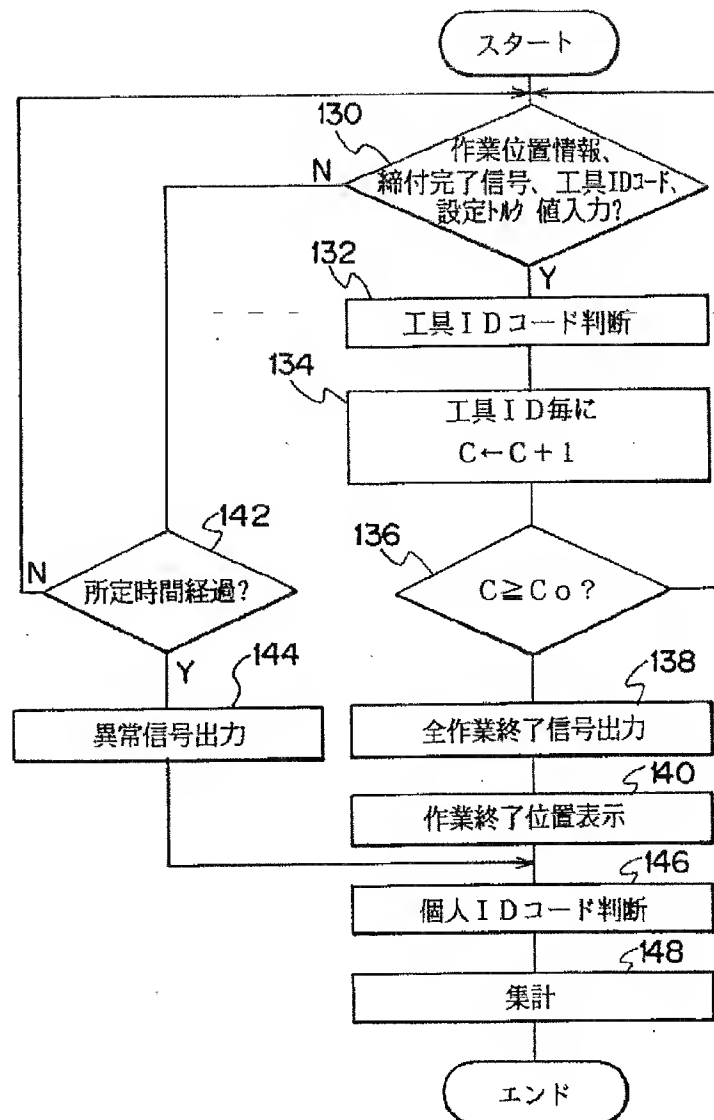 スタート
130
作業位置情報、
N
締付完了信号、工具IDコード、
設定トルク 値入力?
132
Y
工具IDコード判断
134
工具ID毎に
C←C+1
142
136
N
所定時間経過?
C≧Co?
Y
144
138
異常信号出力
全作業終了信号出力
140
作業終了位置表示
146
個人IDコード判断
148
集計
エンド